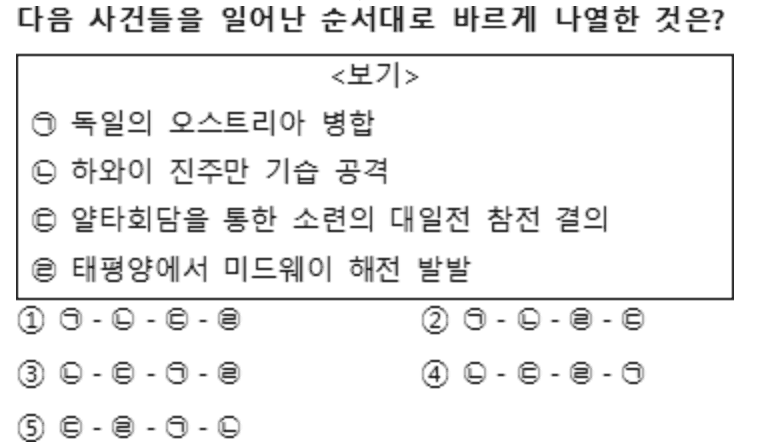 다음 사건들을 일어난 순서대로 바르게 나열한 것은?
<보기>
㉠ 독일의 오스트리아 병합
㉡ 하와이 진주만 기습 공격
㉢ 얄타회담을 통한 소련의 대일전 참전 결의
㉣ 태평양에서 미드웨이 해전 발발
① ㉠ - ㉡ - ㉢ - ㉣ ② ㉠ - ㉡ - ㉣ - ㉢
③ ㉡ - ㉢ - ㉠ - ㉣ ④ ㉡ - ㉢ - ㉣ - ㉠
⑤ ㉢ - ㉣ - ㉠ - ㉡